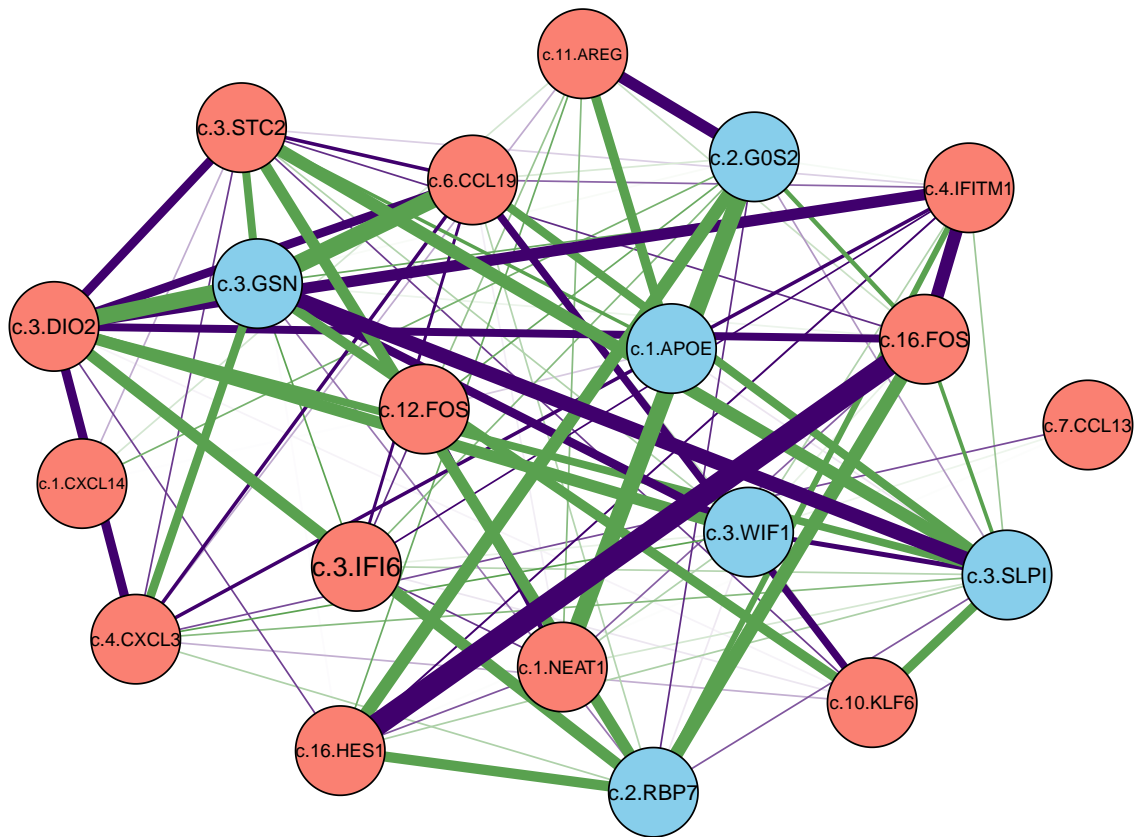 c.11.AREG
c.3.STC2
c.2.G0S2
c.6.CCL19
c.4.IFITM1
c.3.GSN
c.3.DIO2
c.1.APOE
c.16.FOS
c.12.FOS
c.7.CCL13
c.1.CXCL14
c.3.WIF1
c.3.IFI6
c.3.SLPI
c.4.CXCL3
c.1.NEAT1
c.10.KLF6
c.16.HES1
c.2.RBP7